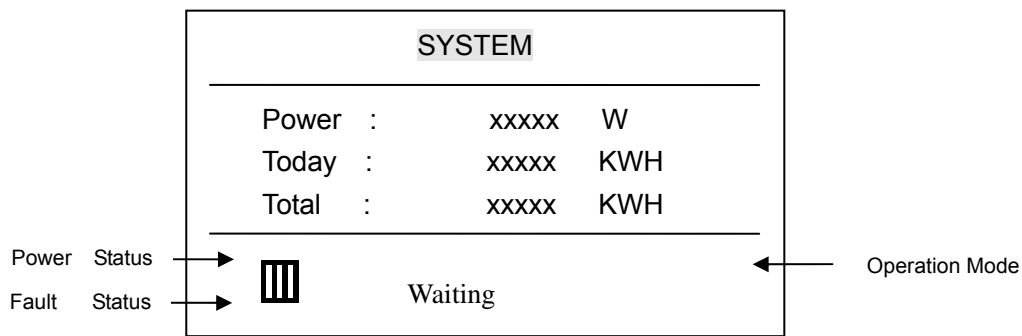 SYSTEM
Power : xxxxx W
Today : xxxxx KWH
Total : xxxxx KWH
Power Status
Operation Mode
Fault Status
Waiting